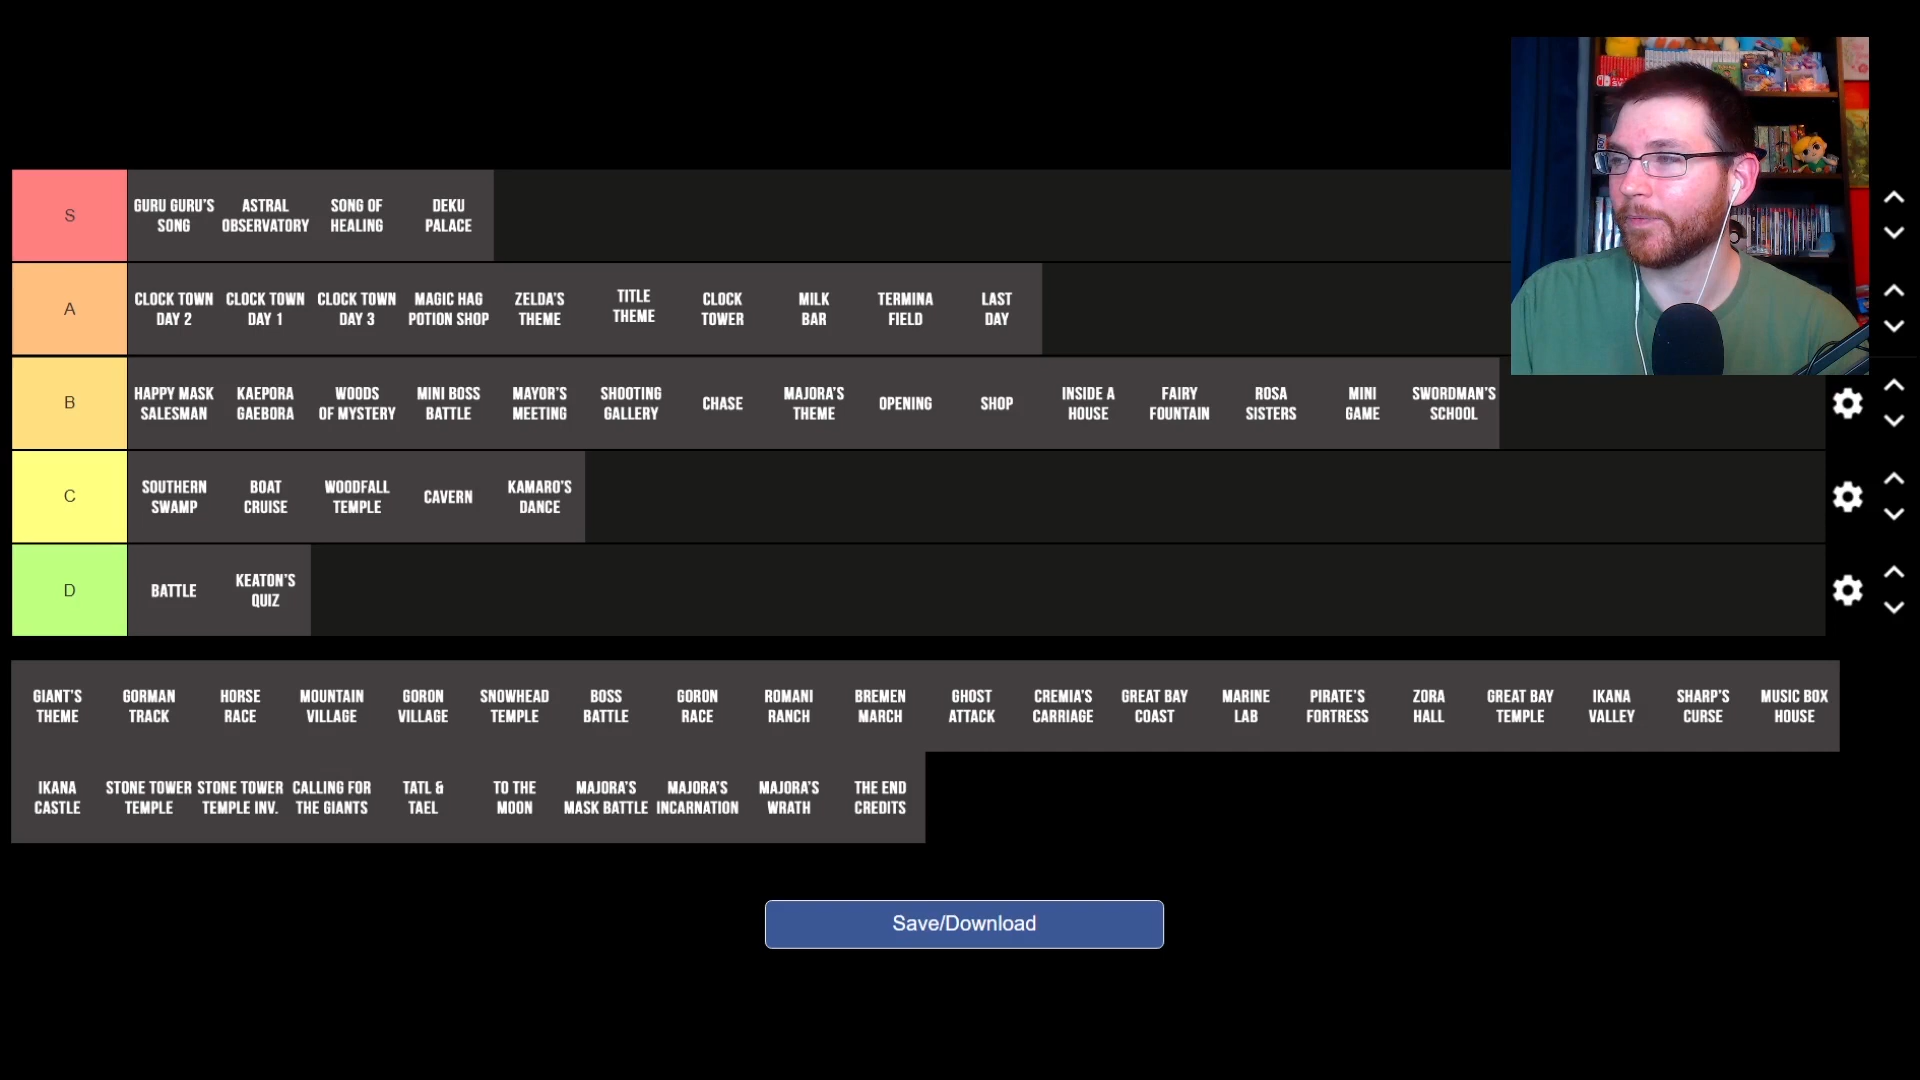 S
GURU GURU'S
SONG
ASTRAL
OBSERVATORY
SONG OF
HEALING
DEKU
PALACE
A
CLOCK TOWN
DAY 2
CLOCK TOWN
DAY 1
CLOCK TOWN
DAY 3
MAGIC HAG
POTION SHOP
ZELDA'S
THEME
TITLE
THEME
CLOCK
TOWER
MILK
BAR
TERMINA
FIELD
LAST
DAY
B
HAPPY MASK
SALESMAN
KAEPORA
GAEBORA
WOODS
OF MYSTERY
MINI BOSS
BATTLE
MAYOR'S
MEETING
SHOOTING
GALLERY
CHASE
MAJORA'S
THEME
OPENING
SHOP
INSIDE A
HOUSE
FAIRY
FOUNTAIN
ROSA
SISTERS
MINI
GAME
SWORDMAN'S
SCHOOL
C
SOUTHERN
SWAMP
BOAT
CRUISE
WOODFALL
TEMPLE
CAVERN
KAMARO'S
DANCE
D
BATTLE
KEATON'S
QUIZ
GIANT'S
THEME
GORMAN
TRACK
HORSE
RACE
MOUNTAIN
VILLAGE
GORON
VILLAGE
SNOWHEAD
TEMPLE
BOSS
BATTLE
GORON
RACE
ROMANI
RANCH
BREMEN
MARCH
GHOST
ATTACK
CREMIA'S
CARRIAGE
GREAT BAY
COAST
MARINE
LAB
PIRATE'S
FORTRESS
ZORA
HALL
GREAT BAY
TEMPLE
IKANA
VALLEY
SHARP'S
CURSE
MUSIC BOX
HOUSE
IKANA
CASTLE
STONE TOWER
TEMPLE
STONE TOWER
TEMPLE INV.
CALLING FOR
THE GIANTS
TATL &
TAEL
TO THE
MOON
MAJORA'S
MASK BATTLE
MAJORA'S
INCARNATION
MAJORA'S
WRATH
THE END
CREDITS
Save/Download